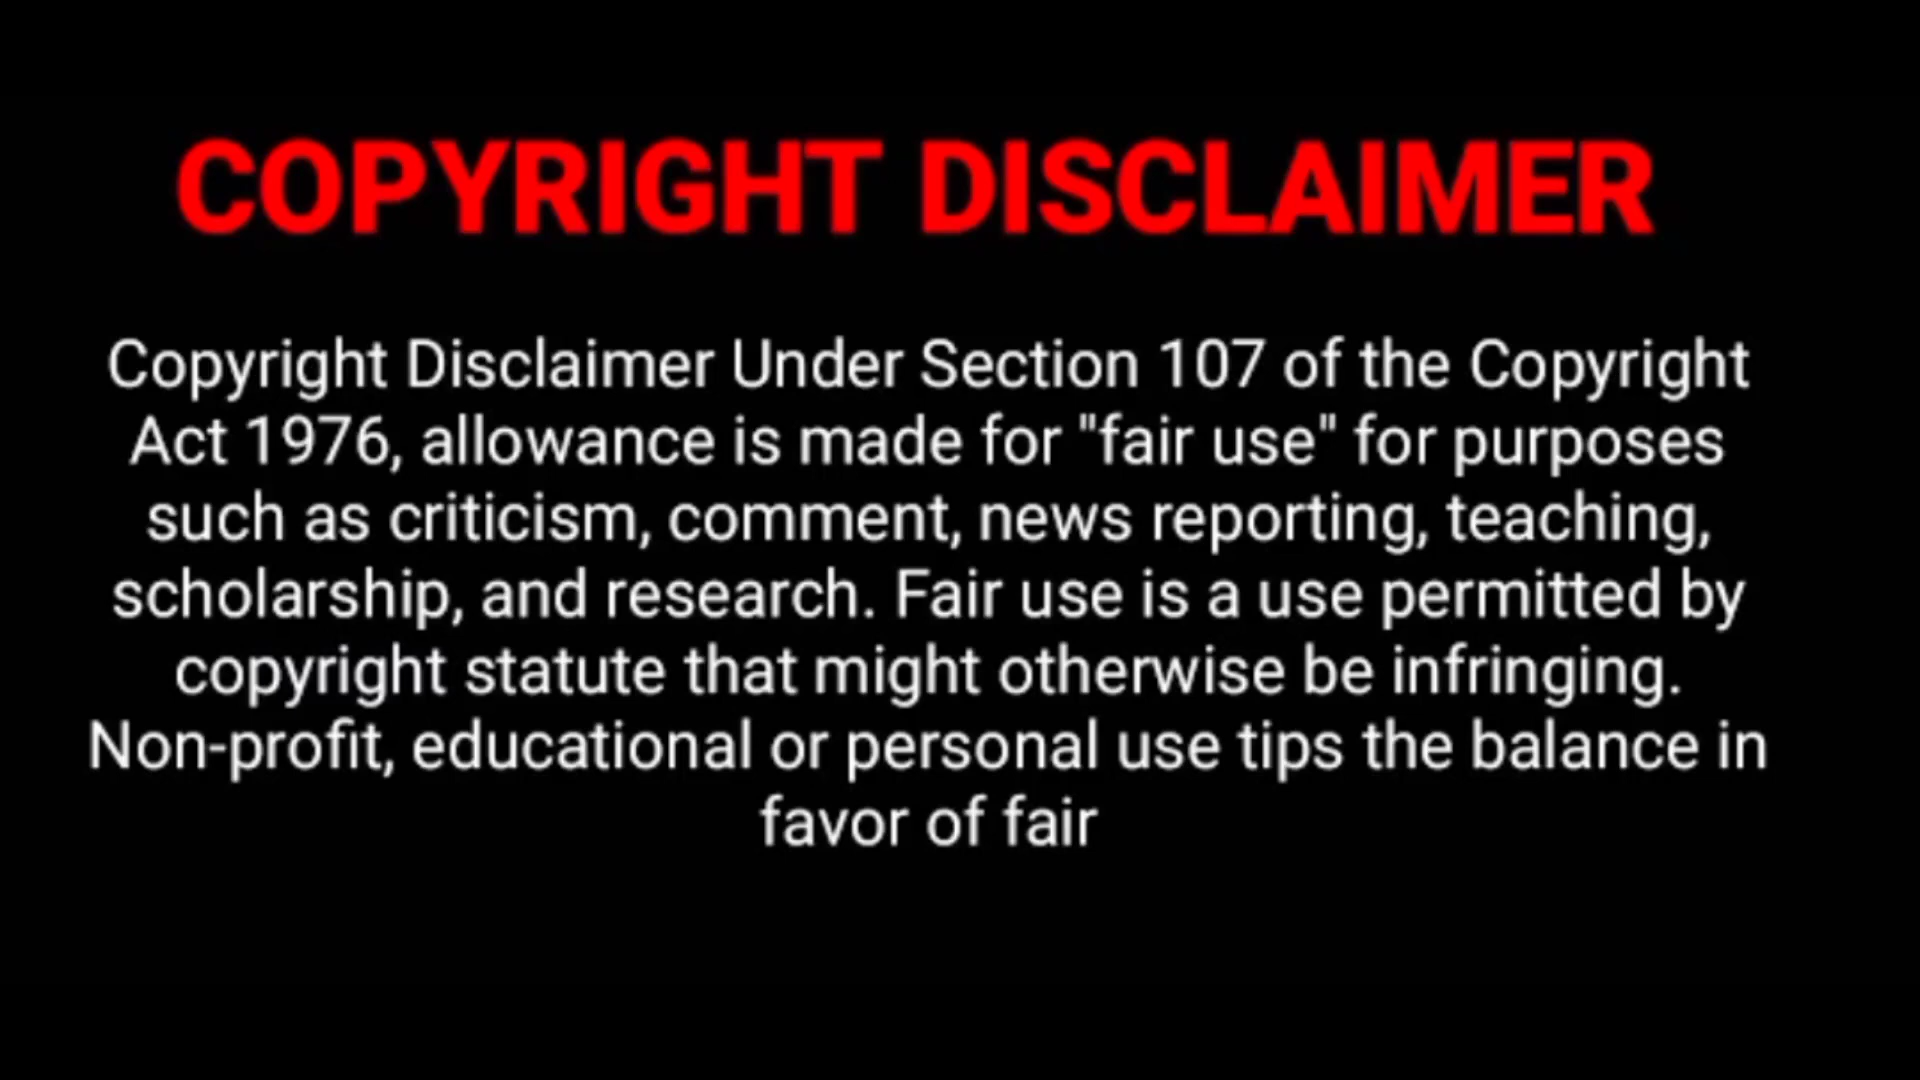 COPYRIGHT DISCLAIMER
Copyright Disclaimer Under Section 107 of the Copyright
Act 1976, allowance is made for "fair use" for purposes
such as criticism, comment, news reporting, teaching,
scholarship, and research. Fair use is a use permitted by
copyright statute that might otherwise be infringing.
Non-profit, educational or personal use tips the balance in
favor of fair